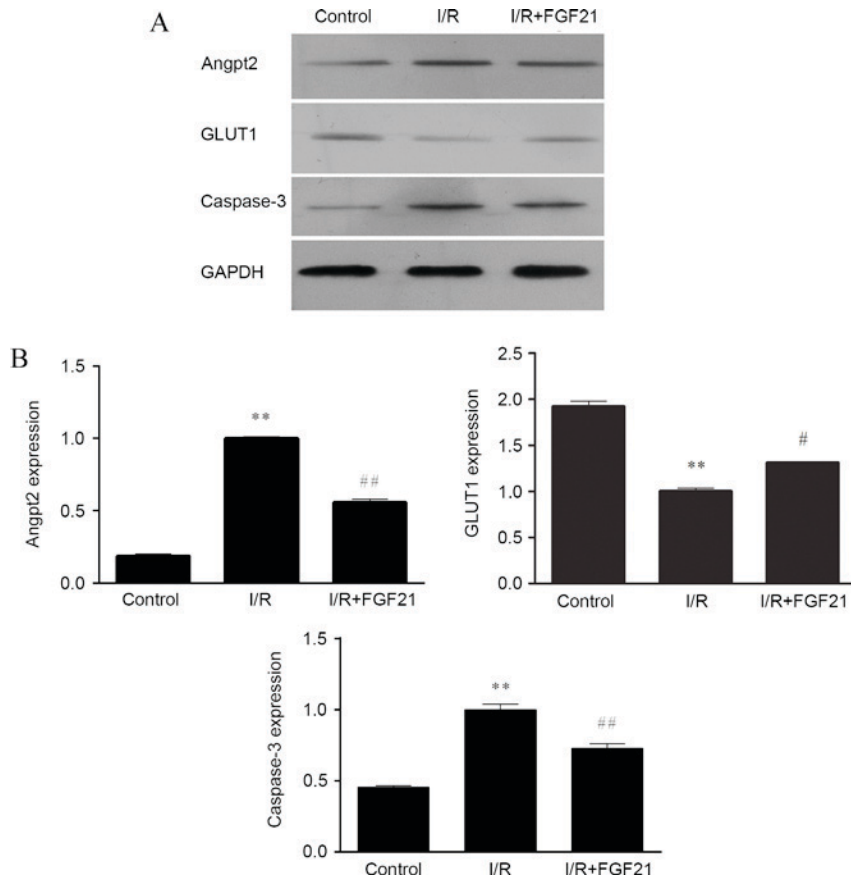 A
Control I/R I/R+FGF21
Angpt2
GLUT1
Caspase-3
GAPDH
B
Angpt2 expression
1.5
1.0
0.5
0.0
**
##
Control I/R I/R+FGF21
GLUT1 expression
2.5
2.0
1.5
1.0
0.5
0.0
**
#
Control I/R I/R+FGF21
Caspase-3 expression
1.5
1.0
0.5
0.0
**
##
Control I/R I/R+FGF21